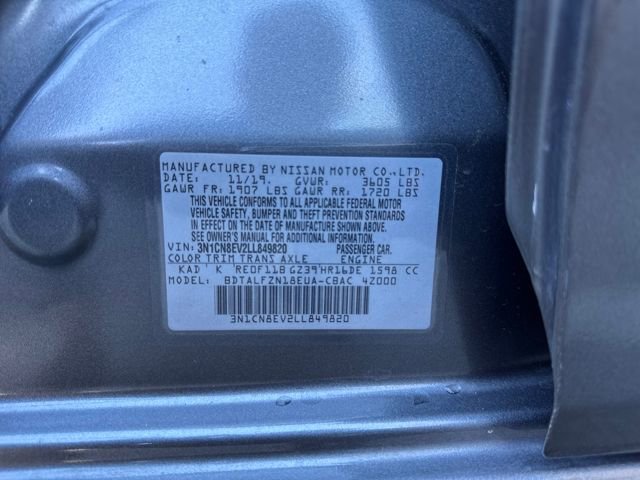 MANUFACTURED BY NISSAN MOTOR CO.,LTD.
DATE: 11/19. GVWR: 3605 LBS
GAWR FR: 1907 LBS GAWR RR: 1720 LBS
THIS VEHICLE CONFORMS TO ALL APPLICABLE FEDERAL MOTOR
VEHICLE SAFETY, BUMPER AND THEFT PREVENTION STANDARDS
IN EFFECT ON THE DATE OF MANUFACTURE SHOWN ABOVE.
SEE OWNER'S MANUAL FOR ADDITIONAL INFORMATION.
VIN: 3N1CN8EV2LL849820 PASSENGER CAR.
COLOR TRIM TRANS AXLE ENGINE
KAD ' K 'RE0F11B GZ39'HR16DE 1598 CC
MODEL: BDTALFZN18EUA-CBAC 4Z000
3N1CN8EV2LL849820